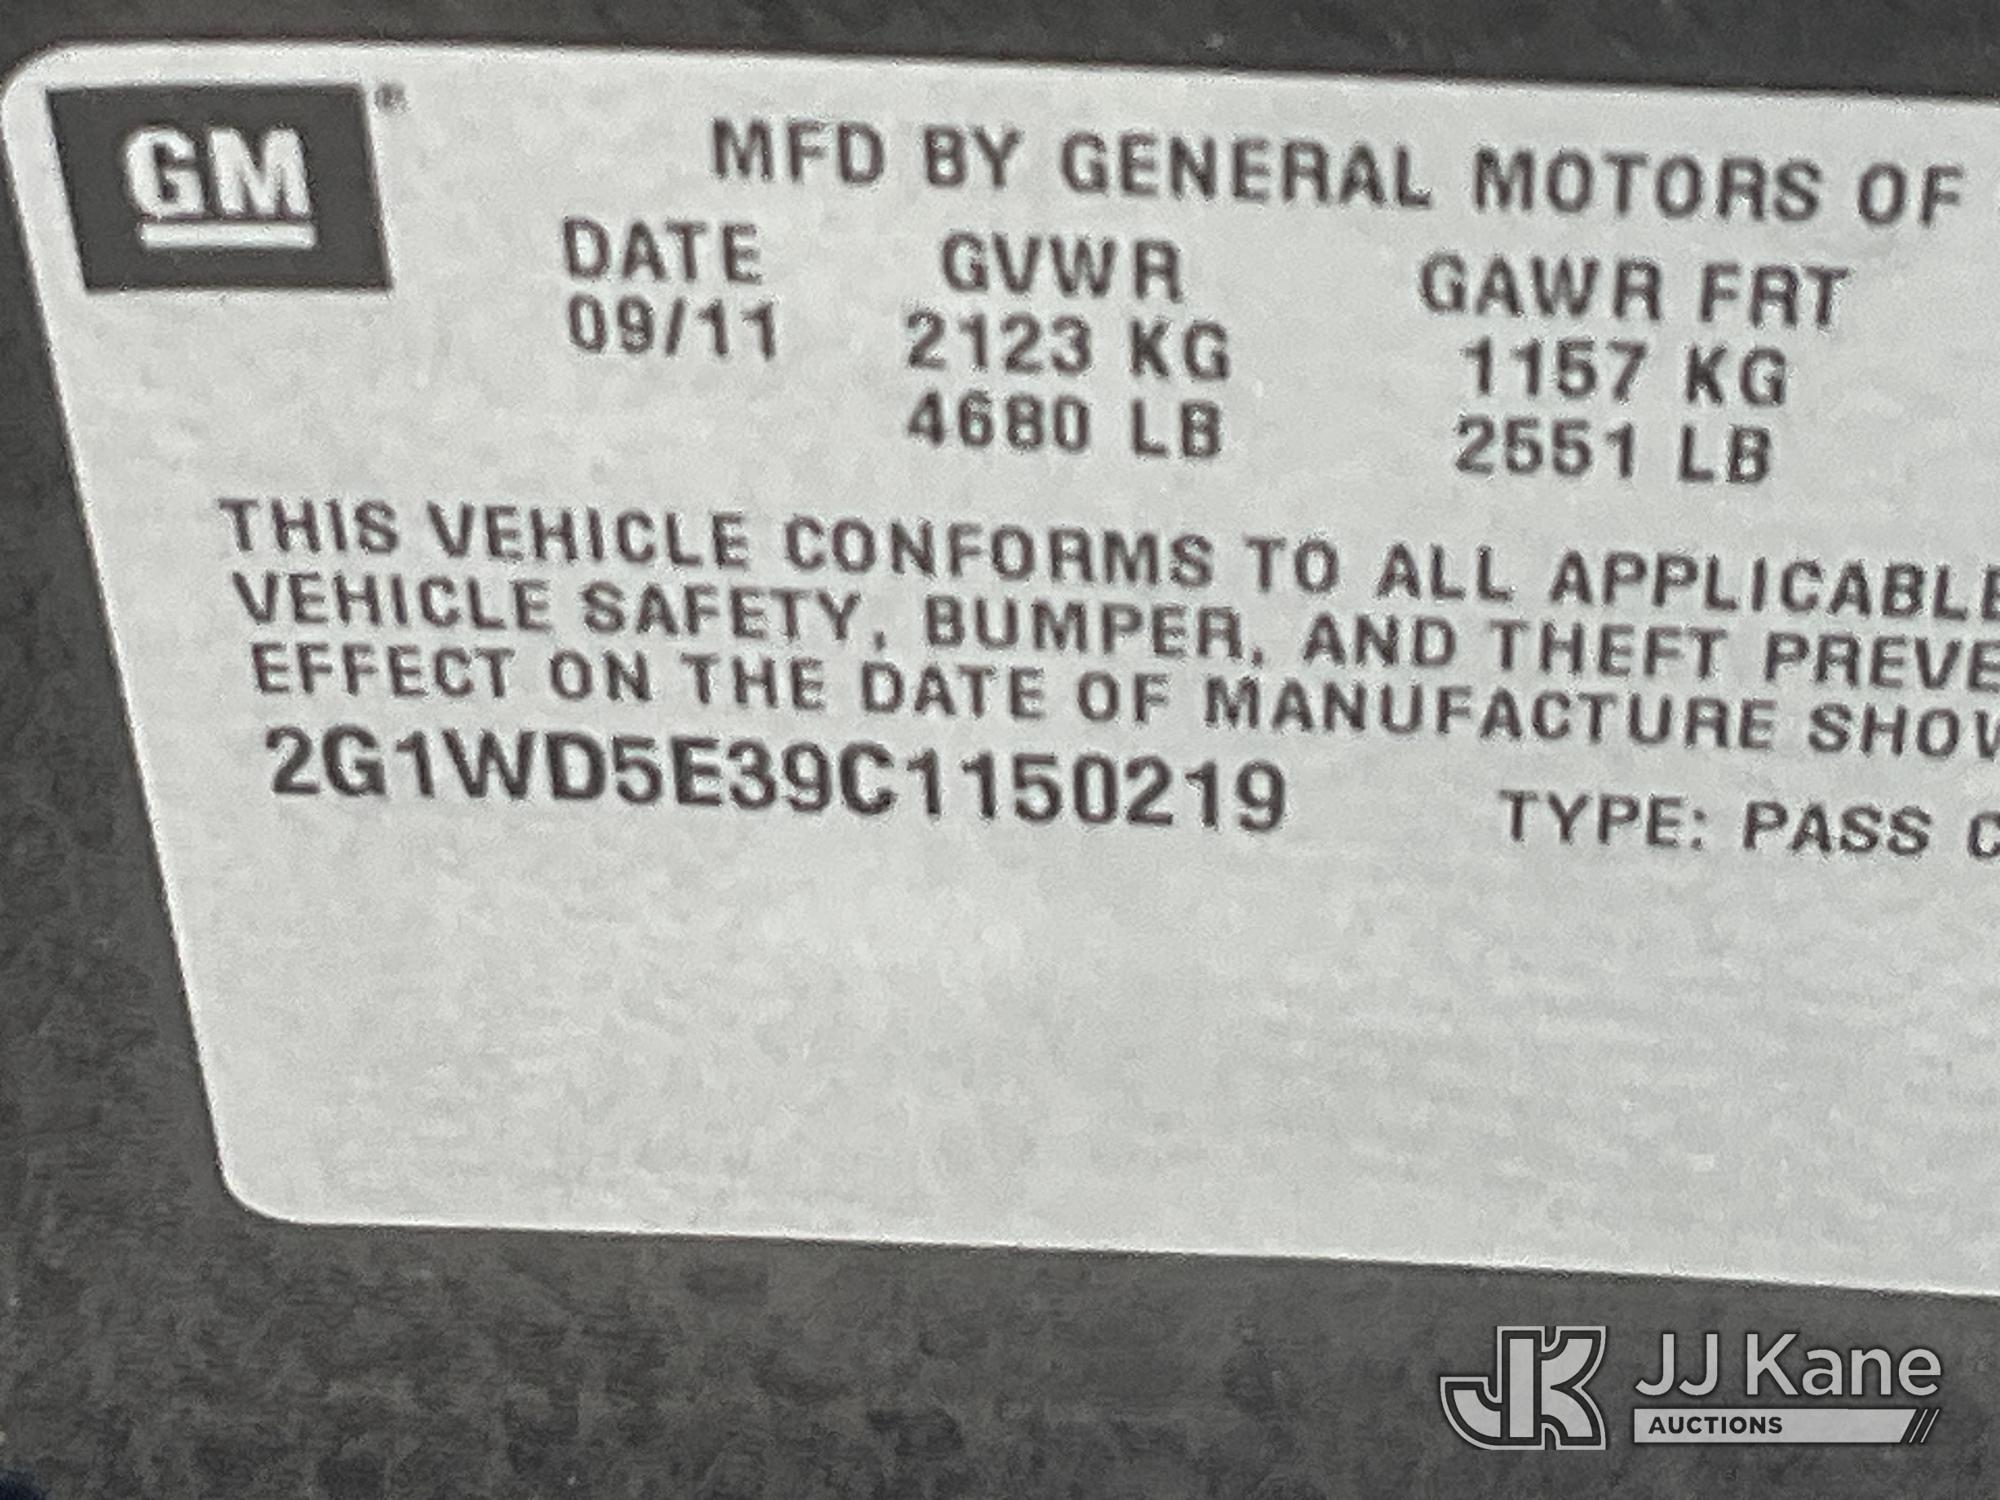 GM®
MFD BY GENERAL MOTORS OF
DATE GVWR GAWR FRT
09/11 2123 KG 1157 KG
4680 LB 2551 LB
THIS VEHICLE CONFORMS TO ALL APPLICABLE
VEHICLE SAFETY, BUMPER, AND THEFT PREVE
EFFECT ON THE DATE OF MANUFACTURE SHOW
2G1WD5E39C1150219 TYPE: PASS C
JK JJ Kane
AUCTIONS